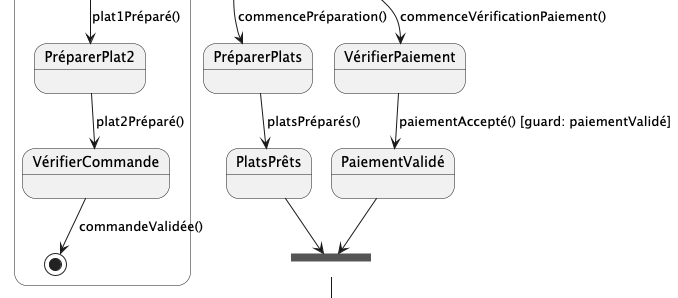 plat1Préparé()
commencePréparation()
commenceVérificationPaiement()
PréparerPlat2
PréparerPlats
VérifierPaiement
plat2Préparé()
platsPréparés()
paiementAccepté() [guard: paiementValidé]
VérifierCommande
PlatsPrêts
PaiementValidé
commandeValidée()